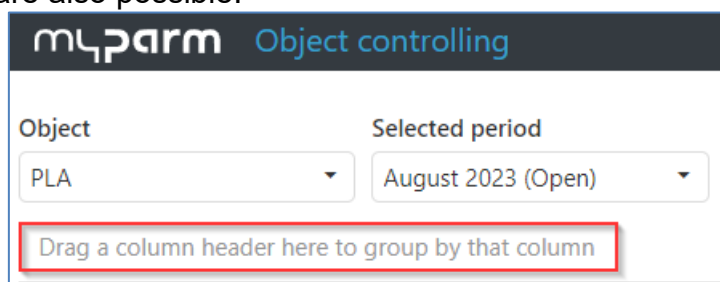 are also possible.
myparm Object controlling
Object Selected period
PLA August 2023 (Open)
Drag a column header here to group by that column